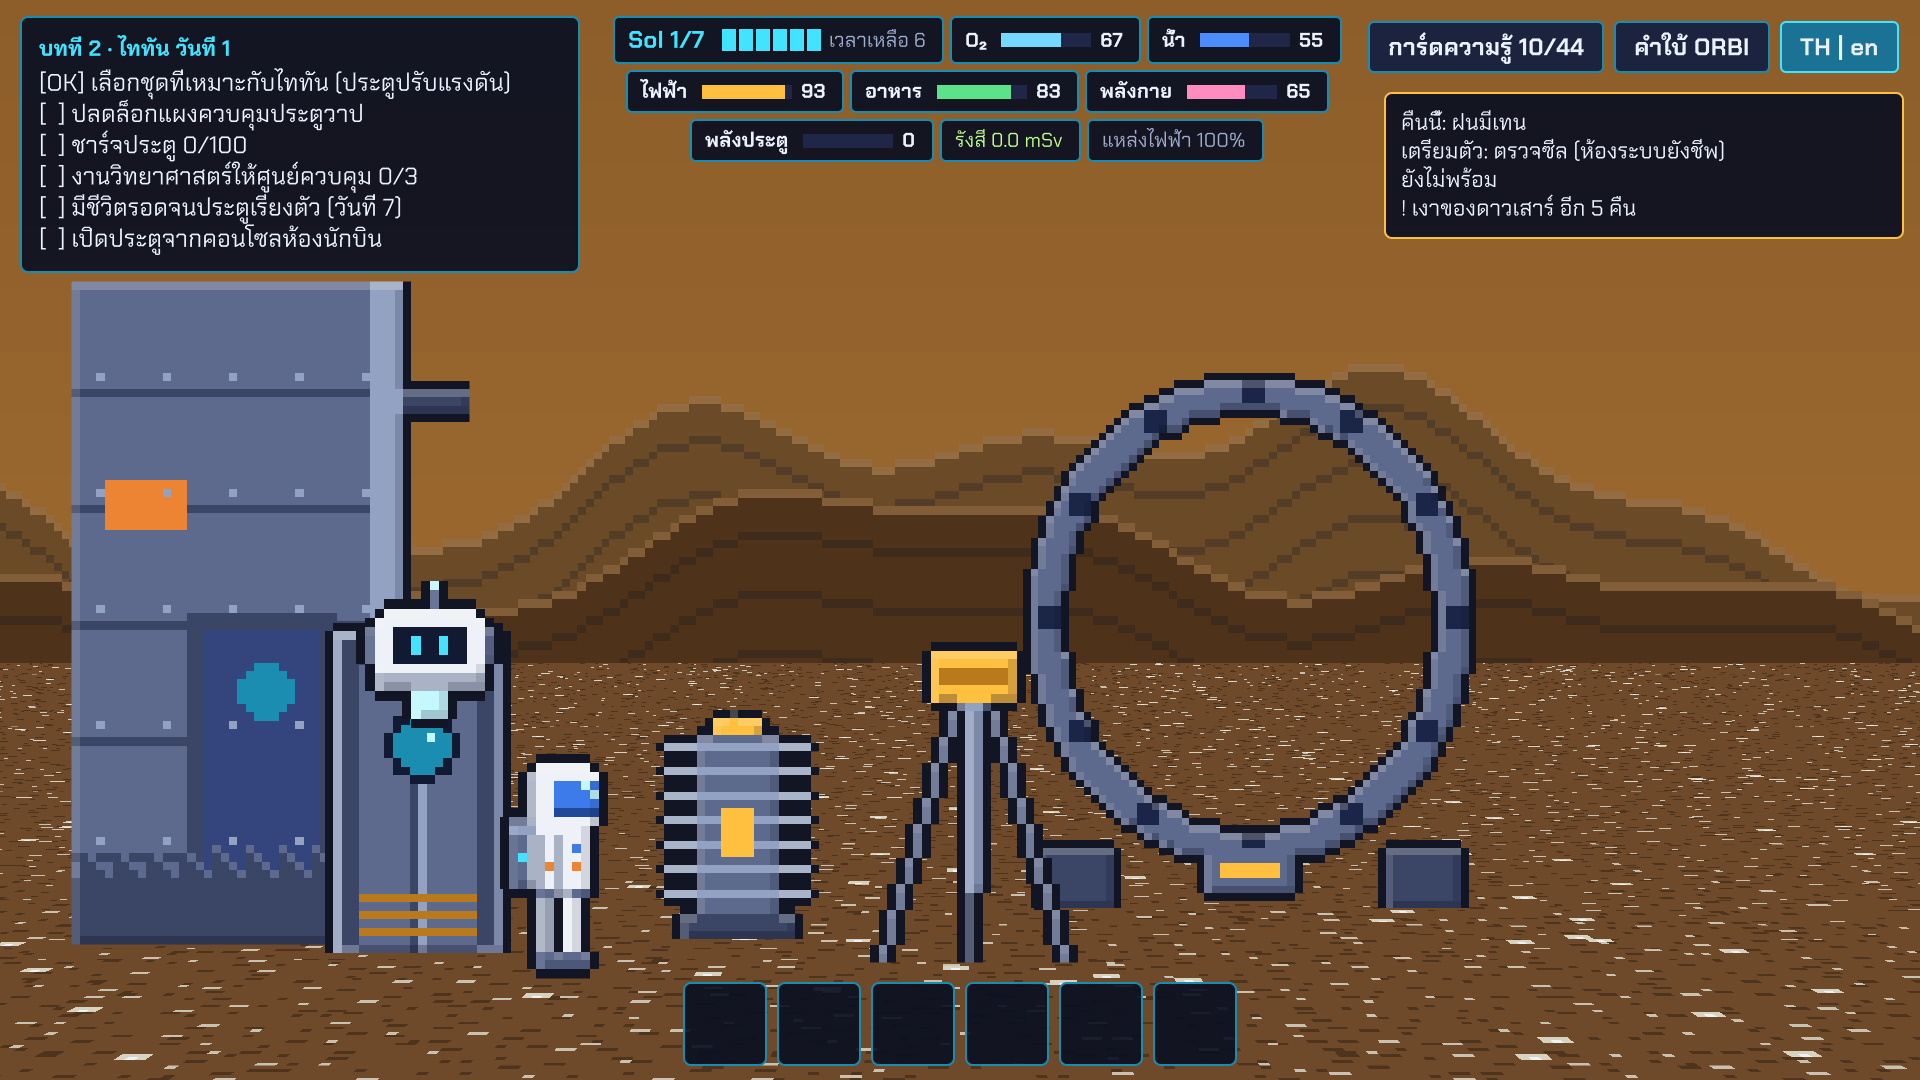 บทที่ 2 · ไททัน วันที่ 1
[OK] เลือกชุดที่เหมาะกับไททัน (ประตูปรับแรงดัน)
[ ] ปลดล็อกแผงควบคุมประตูวาป
[ ] ชาร์จประตู 0/100
[ ] งานวิทยาศาสตร์ให้ศูนย์ควบคุม 0/3
[ ] มีชีวิตรอดจนประตูเรียงตัว (วันที่ 7)
[ ] เปิดประตูจากคอนโซลห้องนักบิน
Sol 1/7 เวลาเหลือ 6
O₂ 67
น้ำ 55
ไฟฟ้า 93
อาหาร 83
พลังกาย 65
พลังประตู 0
รังสี 0.0 mSv
แหล่งไฟฟ้า 100%
การ์ดความรู้ 10/44
คำใบ้ ORBI
TH | en
คืนนี้: ฝนมีเทน
เตรียมตัว: ตรวจซีล (ห้องระบบยังชีพ)
ยังไม่พร้อม
! เงาของดาวเสาร์ อีก 5 คืน